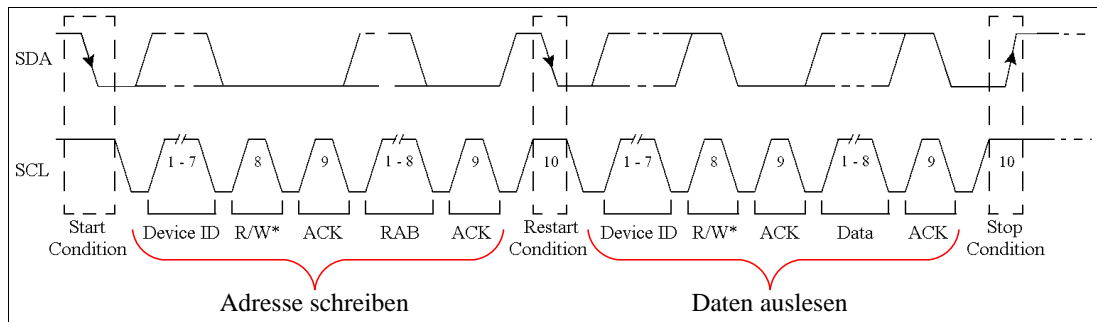 SDA
SCL
1 - 7 8 9 1 - 8 9 10 1 - 7 8 9 1 - 8 9 10
Start Condition Device ID R/W* ACK RAB ACK Restart Condition Device ID R/W* ACK Data ACK Stop Condition
Adresse schreiben Daten auslesen